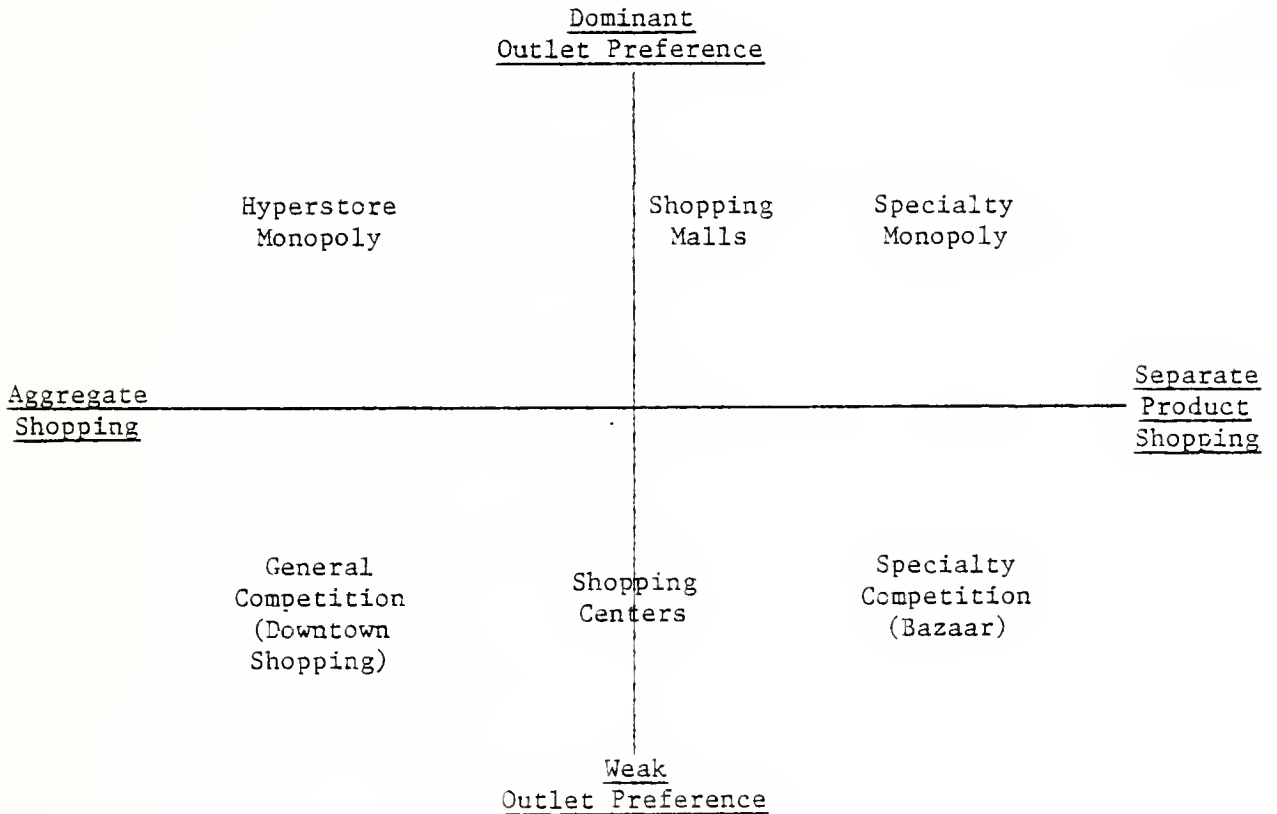 Dominant
Outlet Preference
Hyperstore
Monopoly
Shopping
Malls
Specialty
Monopoly
Aggregate
Shopping
Separate
Product
Shopping
General
Competition
(Downtown
Shopping)
Shopping
Centers
Specialty
Competition
(Bazaar)
Weak
Outlet Preference